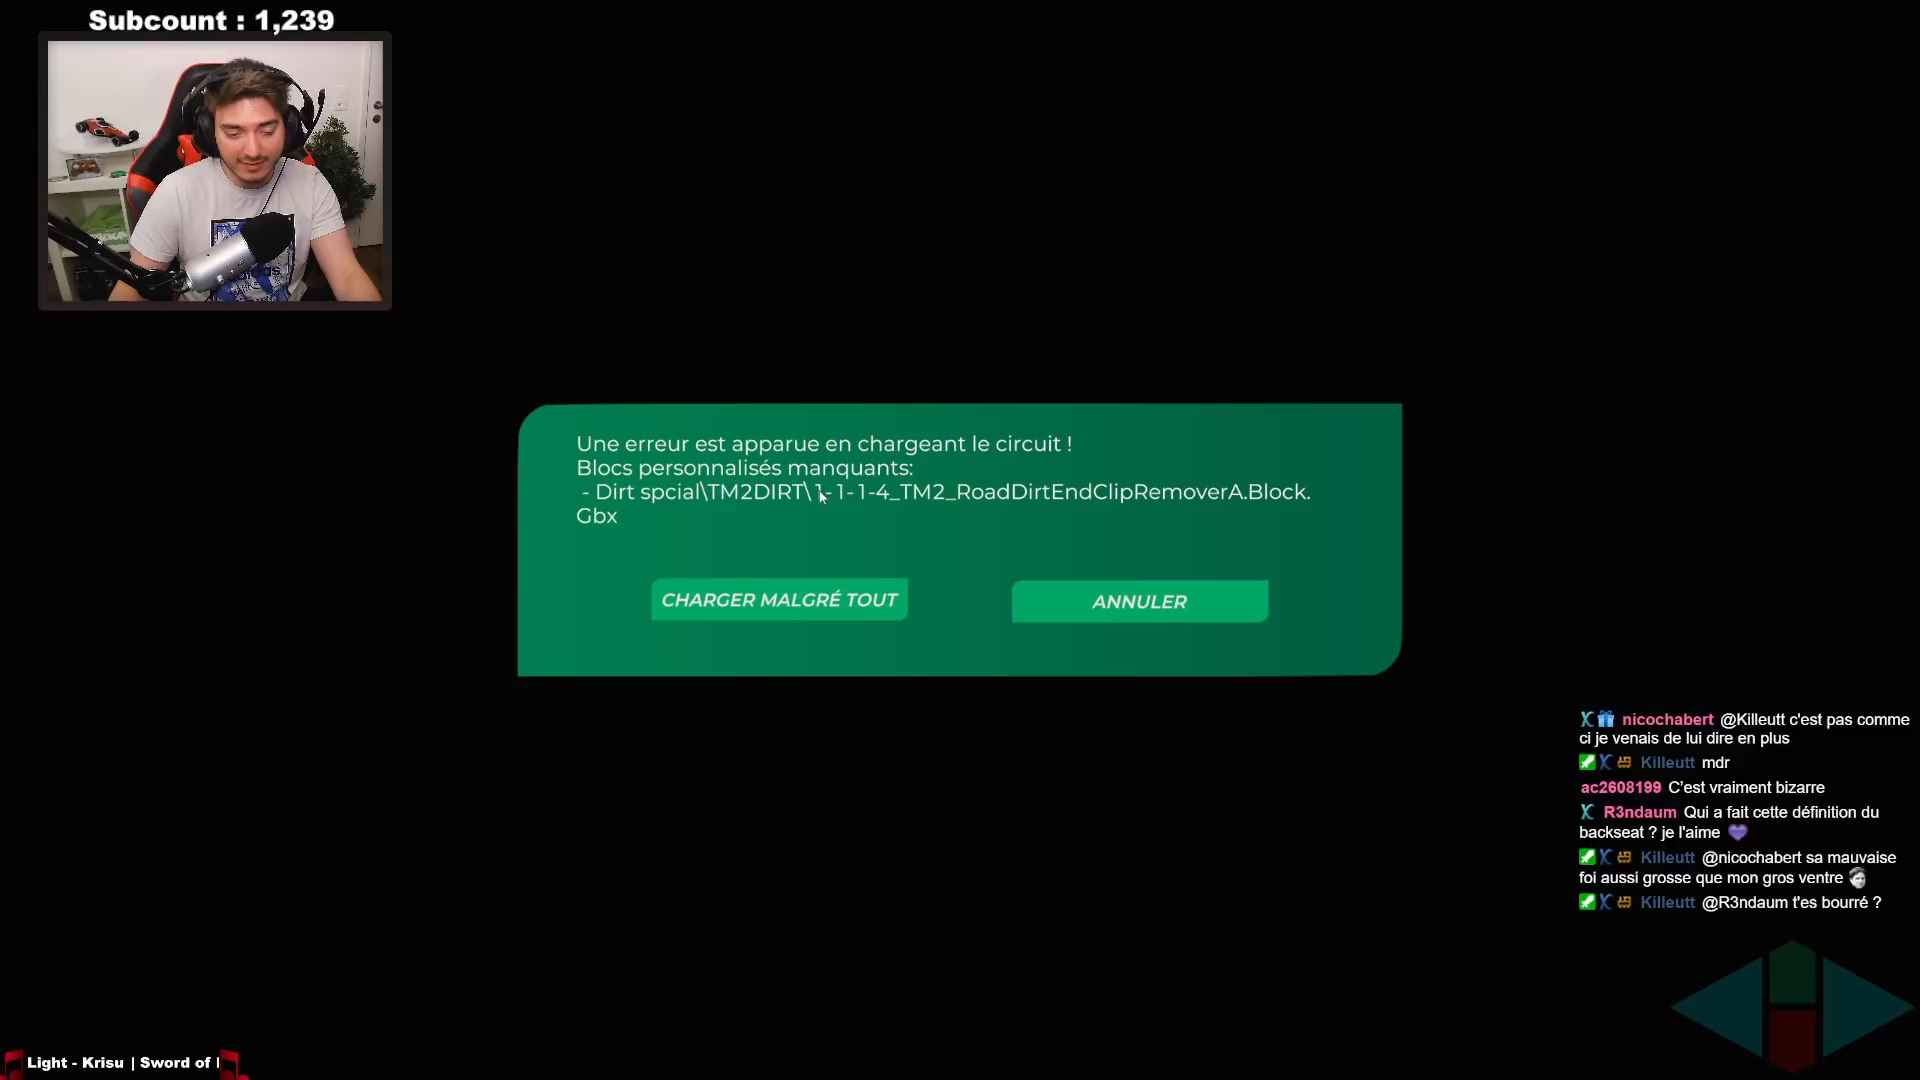 Subcount : 1,239
Une erreur est apparue en chargeant le circuit !
Blocs personnalisés manquants:
- Dirt spcial\TM2DIRT\1-1-1-4_TM2_RoadDirtEndClipRemoverA.Block.
Gbx
CHARGER MALGRÉ TOUT
ANNULER
nicochabert @Killeutt c'est pas comme
ci je venais de lui dire en plus
Killeutt mdr
ac2608199 C'est vraiment bizarre
R3ndaum Qui a fait cette définition du
backseat ? je l'aime
Killeutt @nicochabert sa mauvaise
foi aussi grosse que mon gros ventre
Killeutt @R3ndaum t'es bourré ?
Light - Krisu | Sword of